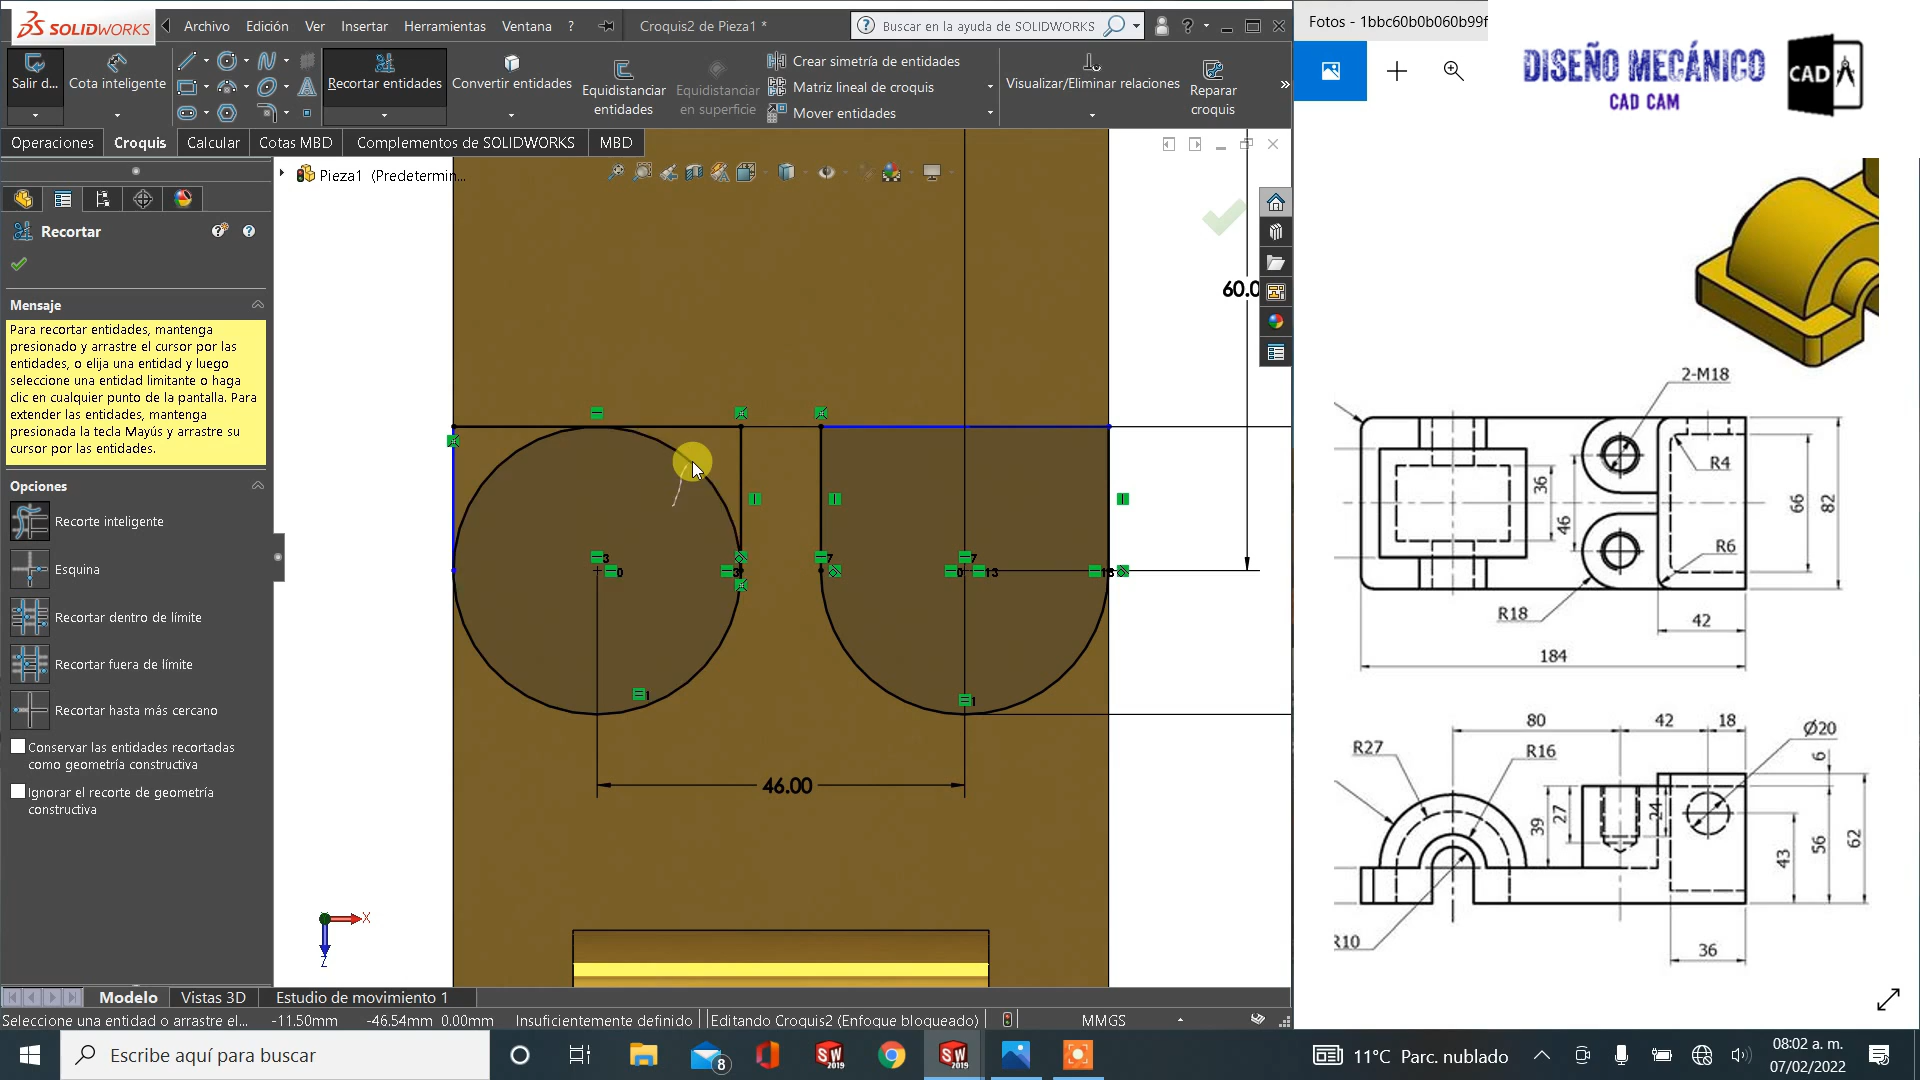 SOLIDWORKS
Archivo Edición Ver Insertar Herramientas Ventana ?
Croquis2 de Pieza1 *
Buscar en la ayuda de SOLIDWORKS
Salir d...
Cota inteligente
Recortar entidades
Convertir entidades
Equidistanciar entidades
Equidistanciar en superficie
Crear simetría de entidades
Matriz lineal de croquis
Mover entidades
Visualizar/Eliminar relaciones
Reparar croquis
Operaciones Croquis Calcular Cotas MBD Complementos de SOLIDWORKS MBD
Pieza1 (Predetermin...
Recortar
Mensaje
Para recortar entidades, mantenga
presionado y arrastre el cursor por las
entidades, o elija una entidad y luego
seleccione una entidad limitante o haga
clic en cualquier punto de la pantalla. Para
extender las entidades, mantenga
presionada la tecla Mayús y arrastre su
cursor por las entidades.
Opciones
Recorte inteligente
Esquina
Recortar dentro de límite
Recortar fuera de límite
Recortar hasta más cercano
Conservar las entidades recortadas
como geometría constructiva
Ignorar el recorte de geometría
constructiva
60.0
46.00
X
Z
Modelo Vistas 3D Estudio de movimiento 1
Seleccione una entidad o arrastre el... -11.50mm -46.54mm 0.00mm Insuficientemente definido Editando Croquis2 (Enfoque bloqueado) MMGS
Fotos - 1bbc60b0b060b99f
DISEÑO MECÁNICO
CAD CAM
CAD
2-M18
R4
36
46
66
82
R6
R18
42
184
80
42
18
Ø20
R27
R16
6
39
27
24
43
56
62
R10
36
Escribe aquí para buscar
8
SW 2019
SW 2019
11°C Parc. nublado
08:02 a. m.
07/02/2022